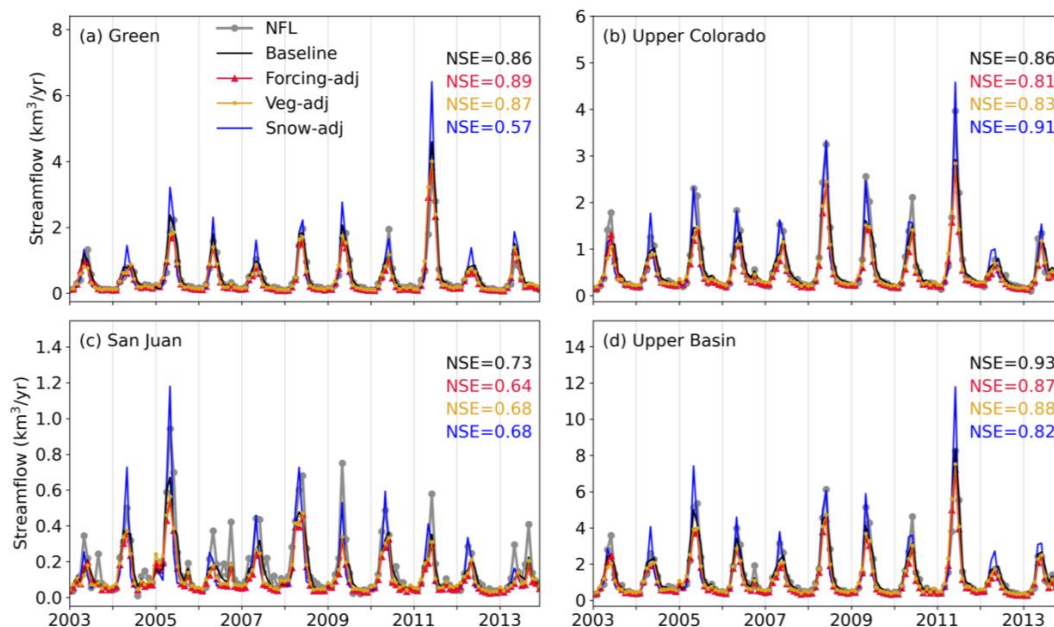 (a) Green
NFL
Baseline
Forcing-adj
Veg-adj
Snow-adj
NSE=0.86
NSE=0.89
NSE=0.87
NSE=0.57
Streamflow (km³/yr)
8
6
4
2
0
(b) Upper Colorado
NSE=0.86
NSE=0.81
NSE=0.83
NSE=0.91
6
5
4
3
2
1
0
(c) San Juan
NSE=0.73
NSE=0.64
NSE=0.68
NSE=0.68
Streamflow (km³/yr)
1.4
1.2
1.0
0.8
0.6
0.4
0.2
0.0
2003 2005 2007 2009 2011 2013
(d) Upper Basin
NSE=0.93
NSE=0.87
NSE=0.88
NSE=0.82
14
12
10
8
6
4
2
0
2003 2005 2007 2009 2011 2013